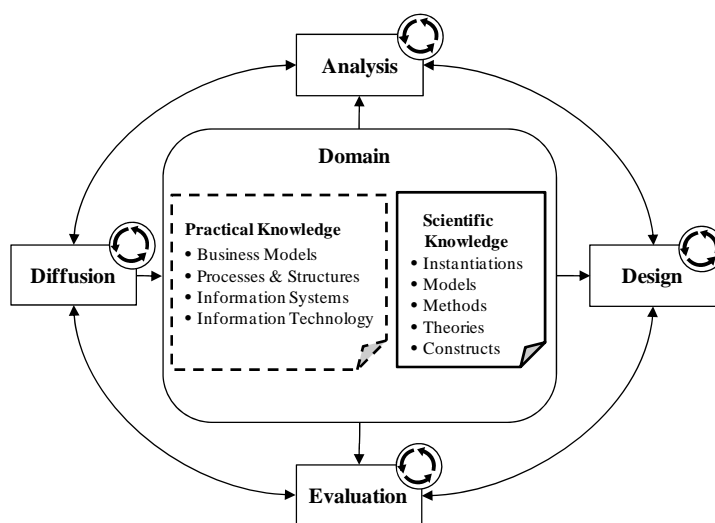 Analysis
Domain
Practical Knowledge
• Business Models
• Processes & Structures
• Information Systems
• Information Technology
Scientific
Knowledge
• Instantiations
• Models
• Methods
• Theories
• Constructs
Diffusion
Design
Evaluation